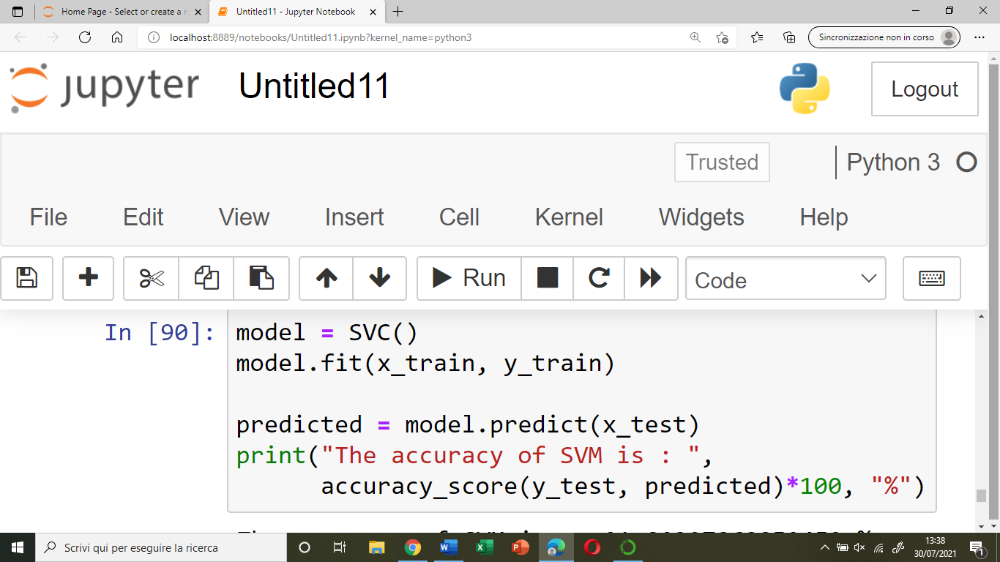 Home Page - Select or create a n
Untitled11 - Jupyter Notebook
localhost:8889/notebooks/Untitled11.ipynb?kernel_name=python3
Sincronizzazione non in corso
jupyter Untitled11
Logout
Trusted
Python 3
File Edit View Insert Cell Kernel Widgets Help
Run
Code
In [90]:
model = SVC()
model.fit(x_train, y_train)
predicted = model.predict(x_test)
print("The accuracy of SVM is : ",
accuracy_score(y_test, predicted)*100, "%")
Scrivi qui per eseguire la ricerca
13:38
30/07/2021
1